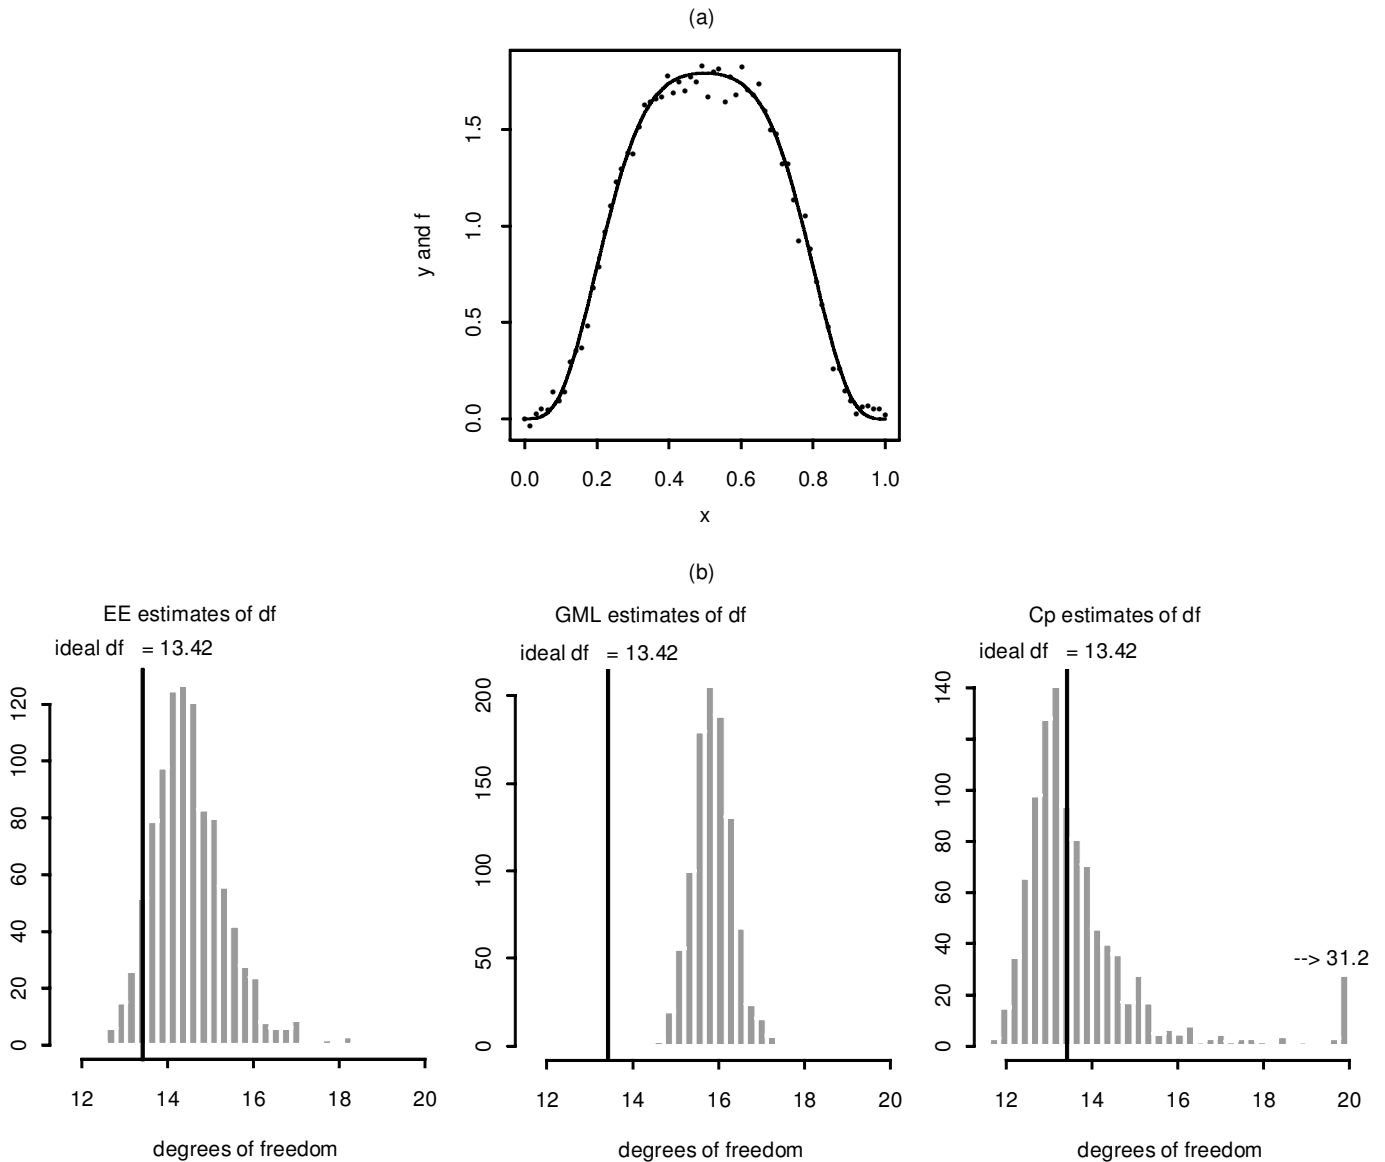 (a)
y and f
1.5
1.0
0.5
0.0
0.0 0.2 0.4 0.6 0.8 1.0
x
(b)
EE estimates of df
ideal df = 13.42
120
100
80
60
40
20
0
12 14 16 18 20
degrees of freedom
GML estimates of df
ideal df = 13.42
200
150
100
50
0
12 14 16 18 20
degrees of freedom
Cp estimates of df
ideal df = 13.42
140
100
80
60
40
20
0
--> 31.2
12 14 16 18 20
degrees of freedom